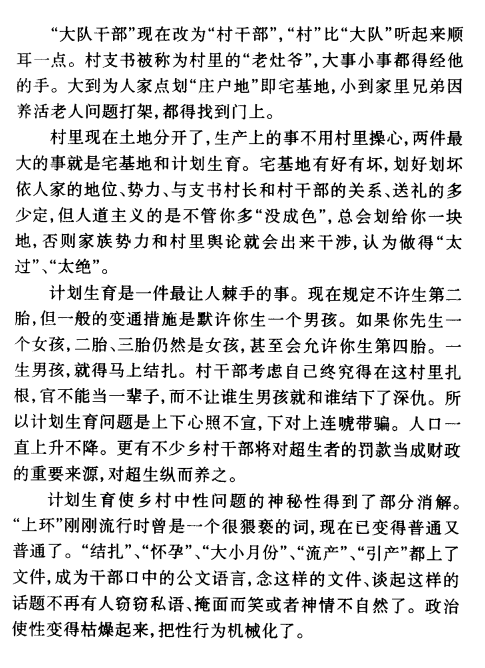 “大队干部”现在改为“村干部”，“村”比“大队”听起来顺
耳一点。村支书被称为村里的“老灶爷”，大事小事都得经他
的手。大到为人家点划“庄户地”即宅基地，小到家里兄弟因
养活老人问题打架，都得找到门上。
村里现在土地分开了，生产上的事不用村里操心，两件最
大的事就是宅基地和计划生育。宅基地有好有坏，划好划坏
依人家的地位、势力、与支书村长和村干部的关系、送礼的多
少定，但人道主义的是不管你多“没成色”，总会划给你一块
地，否则家族势力和村里舆论就会出来干涉，认为做得“太
过”、“太绝”。
计划生育是一件最让人棘手的事。现在规定不许生第二
胎，但一般的变通措施是默许你生一个男孩。如果你先生一
个女孩，二胎、三胎仍然是女孩，甚至会允许你生第四胎。一
生男孩，就得马上结扎。村干部考虑自己终究得在这村里扎
根，官不能当一辈子，而不让谁生男孩就和谁结下了深仇。所
以计划生育问题是上下心照不宣，下对上连唬带骗。人口一
直上升不降。更有不少乡村干部将对超生者的罚款当成财政
的重要来源，对超生纵而养之。
计划生育使乡村中性问题的神秘性得到了部分消解。
“上环”刚刚流行时曾是一个很猥亵的词，现在已变得普通又
普通了。“结扎”、“怀孕”、“大小月份”、“流产”、“引产”都上了
文件，成为干部口中的公文语言，念这样的文件、谈起这样的
话题不再有人窃窃私语、掩面而笑或者神情不自然了。政治
使性变得枯燥起来，把性行为机械化了。